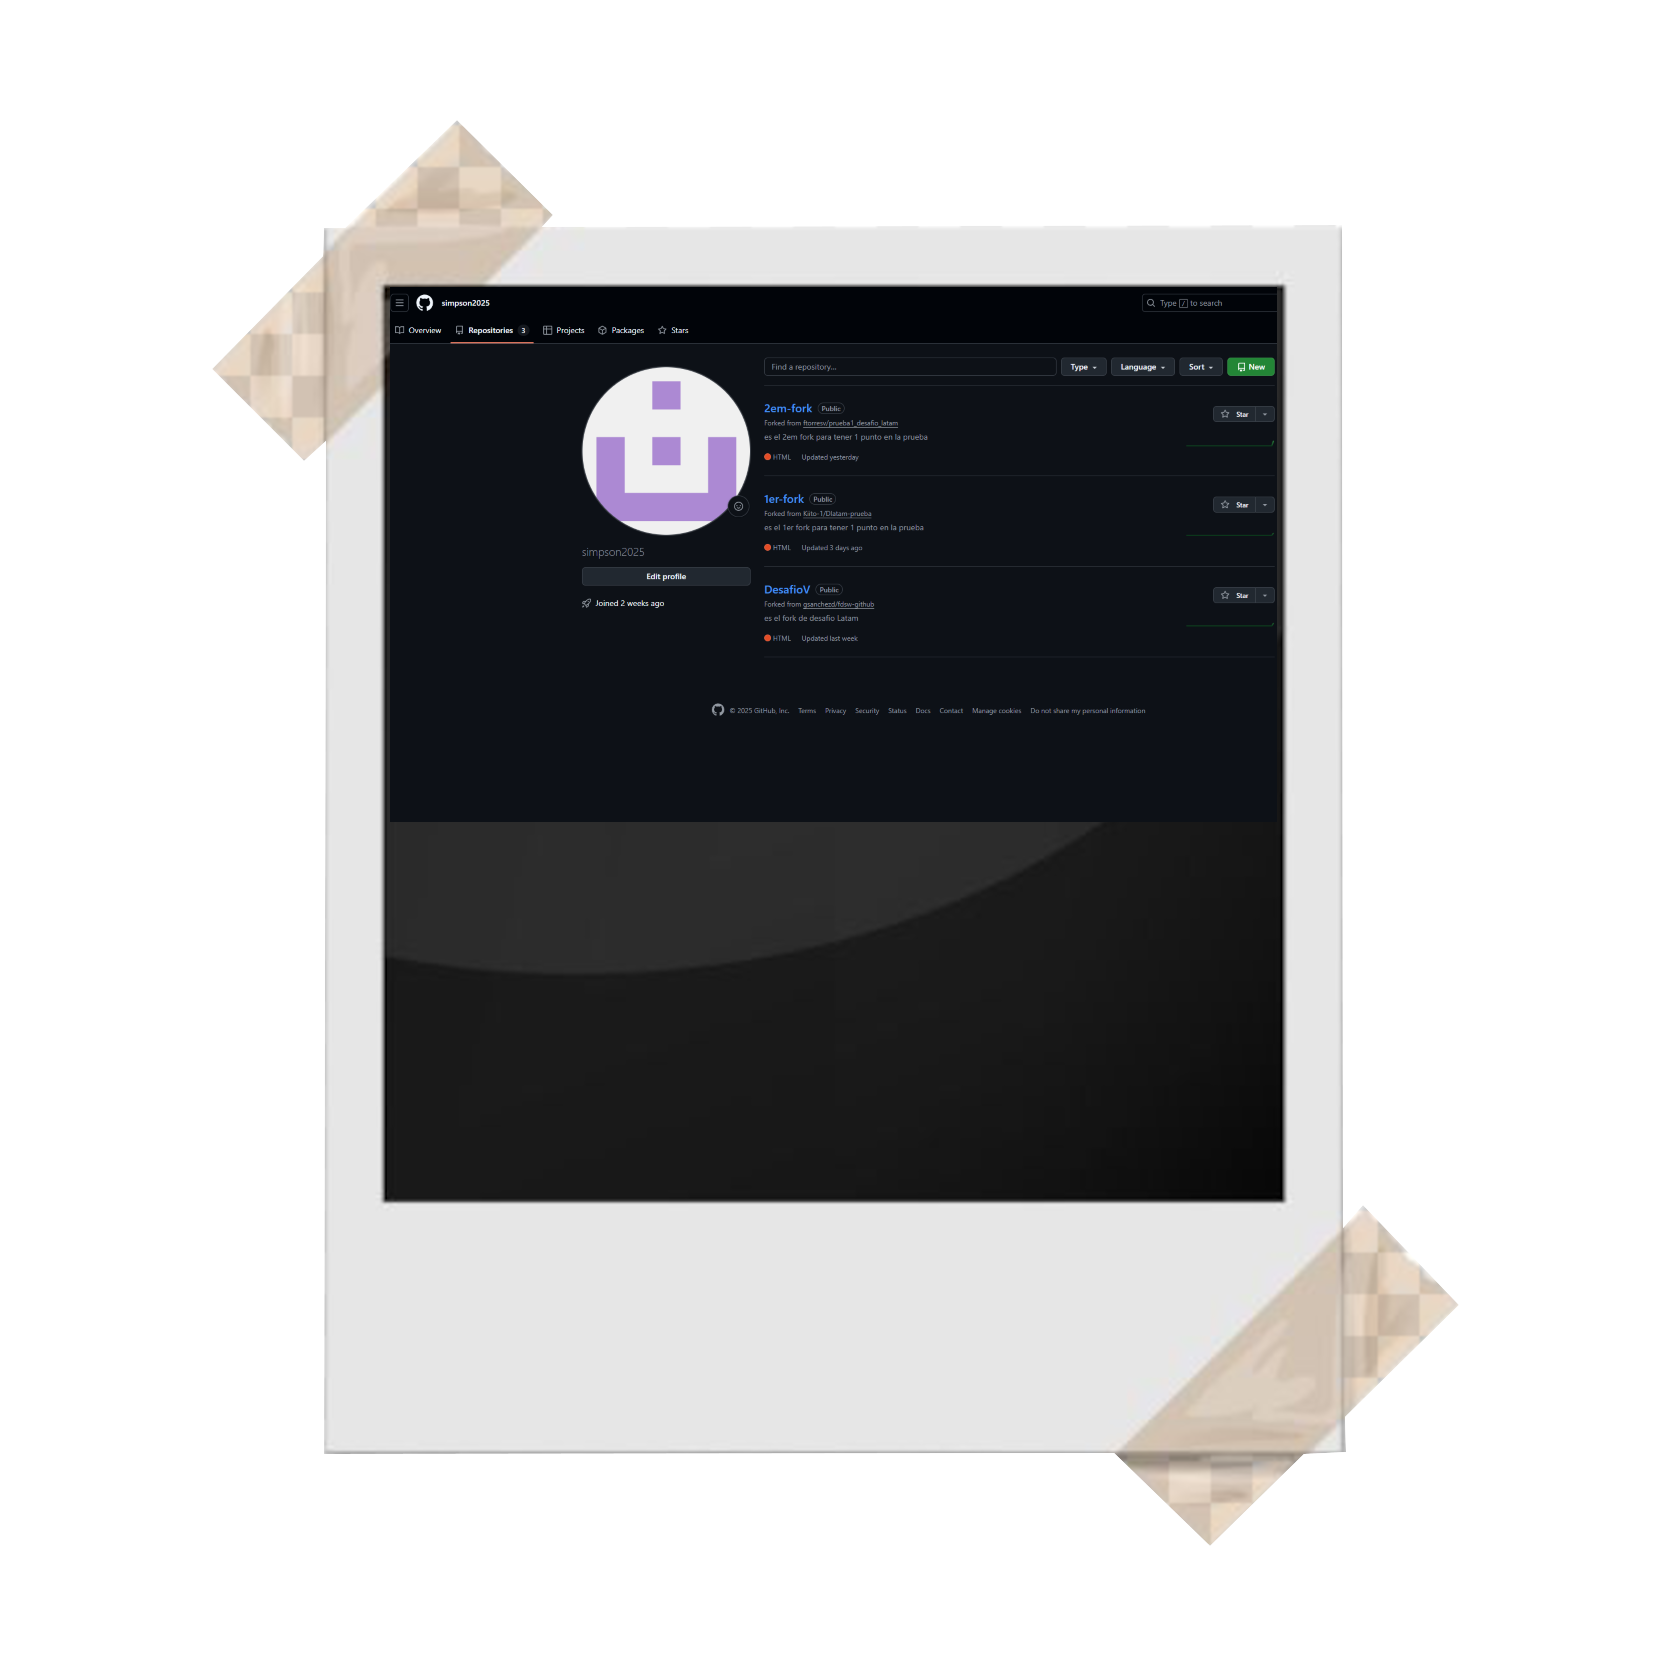 simpson2025
Type / to search
Overview Repositories 3 Projects Packages Stars
Find a repository...
Type Language Sort New
2em-fork Public
Star
Forked from ftorresv/prueba1_desafio_latam
es el 2em fork para tener 1 punto en la prueba
HTML Updated yesterday
1er-fork Public
Star
Forked from Kiito-1/Dlatam-prueba
es el 1er fork para tener 1 punto en la prueba
HTML Updated 3 days ago
simpson2025
Edit profile
Joined 2 weeks ago
DesafioV Public
Star
Forked from gsanchezd/fdsw-github
es el fork de desafio Latam
HTML Updated last week
© 2025 GitHub, Inc. Terms Privacy Security Status Docs Contact Manage cookies Do not share my personal information